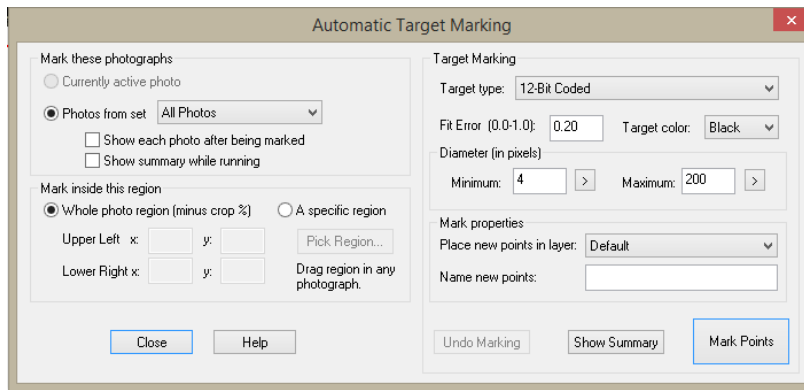 Automatic Target Marking
Mark these photographs
Currently active photo
Photos from set All Photos
Show each photo after being marked
Show summary while running
Mark inside this region
Whole photo region (minus crop %) A specific region
Upper Left x: y: Pick Region...
Lower Right x: y: Drag region in any
photograph.
Close Help
Target Marking
Target type: 12-Bit Coded
Fit Error (0.0-1.0): 0.20 Target color: Black
Diameter (in pixels)
Minimum: 4 > Maximum: 200 >
Mark properties
Place new points in layer: Default
Name new points:
Undo Marking Show Summary Mark Points